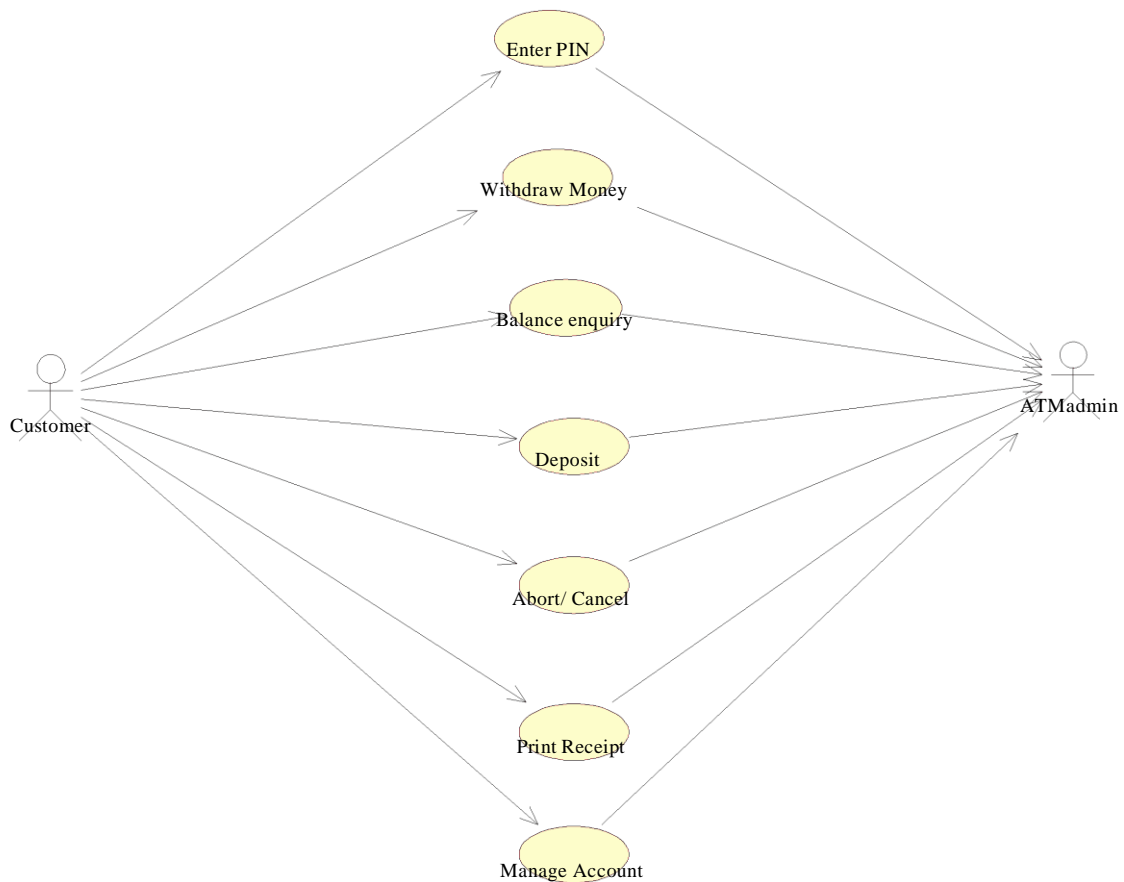 Enter PIN
Withdraw Money
Balance enquiry
Customer
ATMadmin
Deposit
Abort/ Cancel
Print Receipt
Manage Account